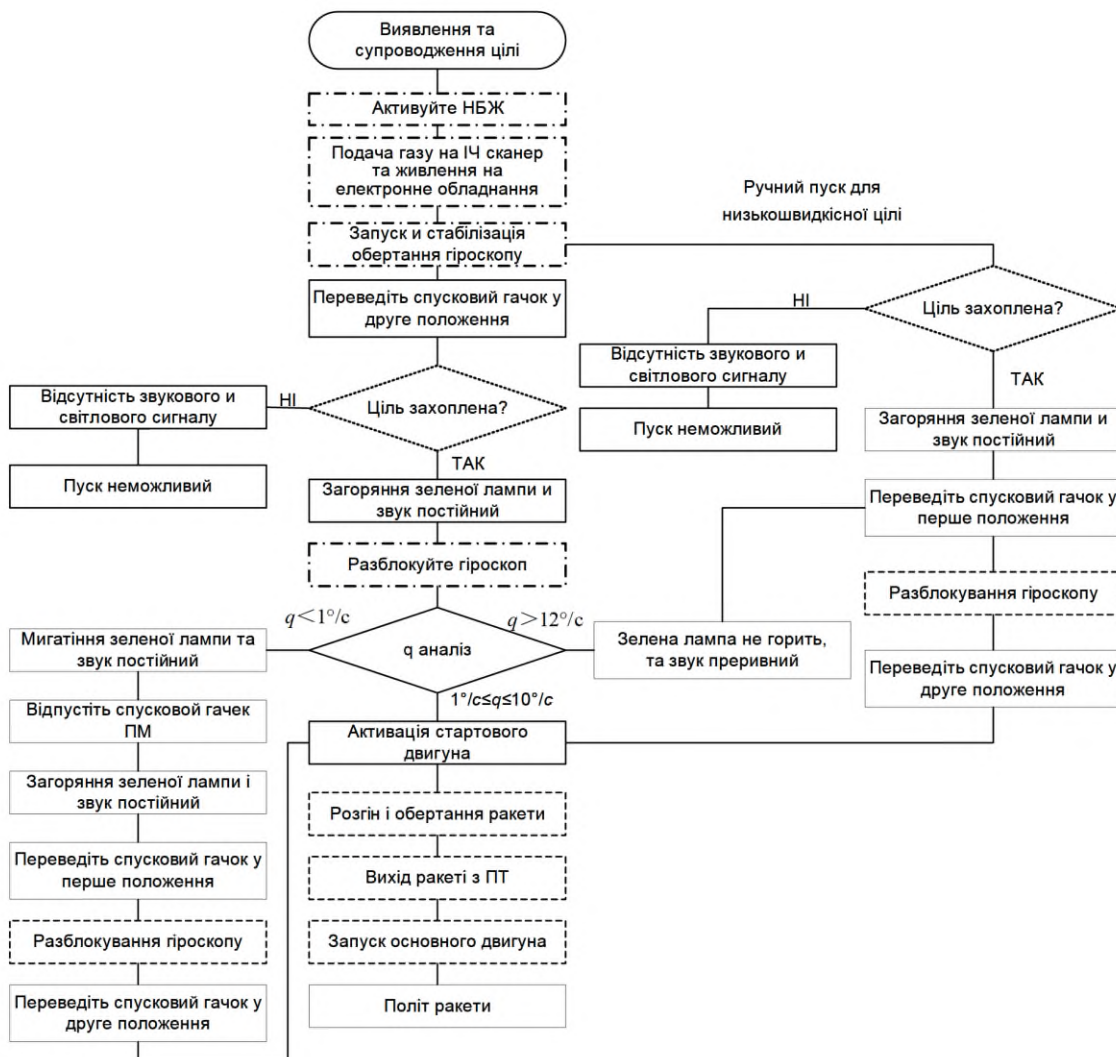 Виявлення та
супроводження цілі
Активуйте НБЖ
Подача газу на ІЧ сканер
та живлення на
електронне обладнання
Запуск и стабілізація
обертання гіроскопу
Переведіть спусковий гачок у
друге положення
Ручний пуск для
низькошвидкісної цілі
Ціль захоплена?
НІ
Відсутність звукового и
світлового сигналу
Пуск неможливий
ТАК
Загоряння зеленої лампи и
звук постійний
Переведіть спусковий гачок у
перше положення
Разблокування гіроскопу
Переведіть спусковий гачок у
друге положення
Ціль захоплена?
НІ
Відсутність звукового и
світлового сигналу
Пуск неможливий
ТАК
Загоряння зеленої лампи и
звук постійний
Разблокуйте гіроскоп
q аналіз
q<1°/с
q>12°/с
1°/с≤q≤10°/с
Зелена лампа не горить,
та звук преривний
Мигатіння зеленої лампи та
звук постійний
Відпустіть спусковой гачек
ПМ
Загоряння зеленої лампы і
звук постійний
Переведіть спусковий гачок у
перше положення
Разблокування гіроскопу
Переведіть спусковий гачок у
друге положення
Активація стартового
двигуна
Розгін і обертання ракети
Вихід ракеті з ПТ
Запуск основного двигуна
Політ ракети